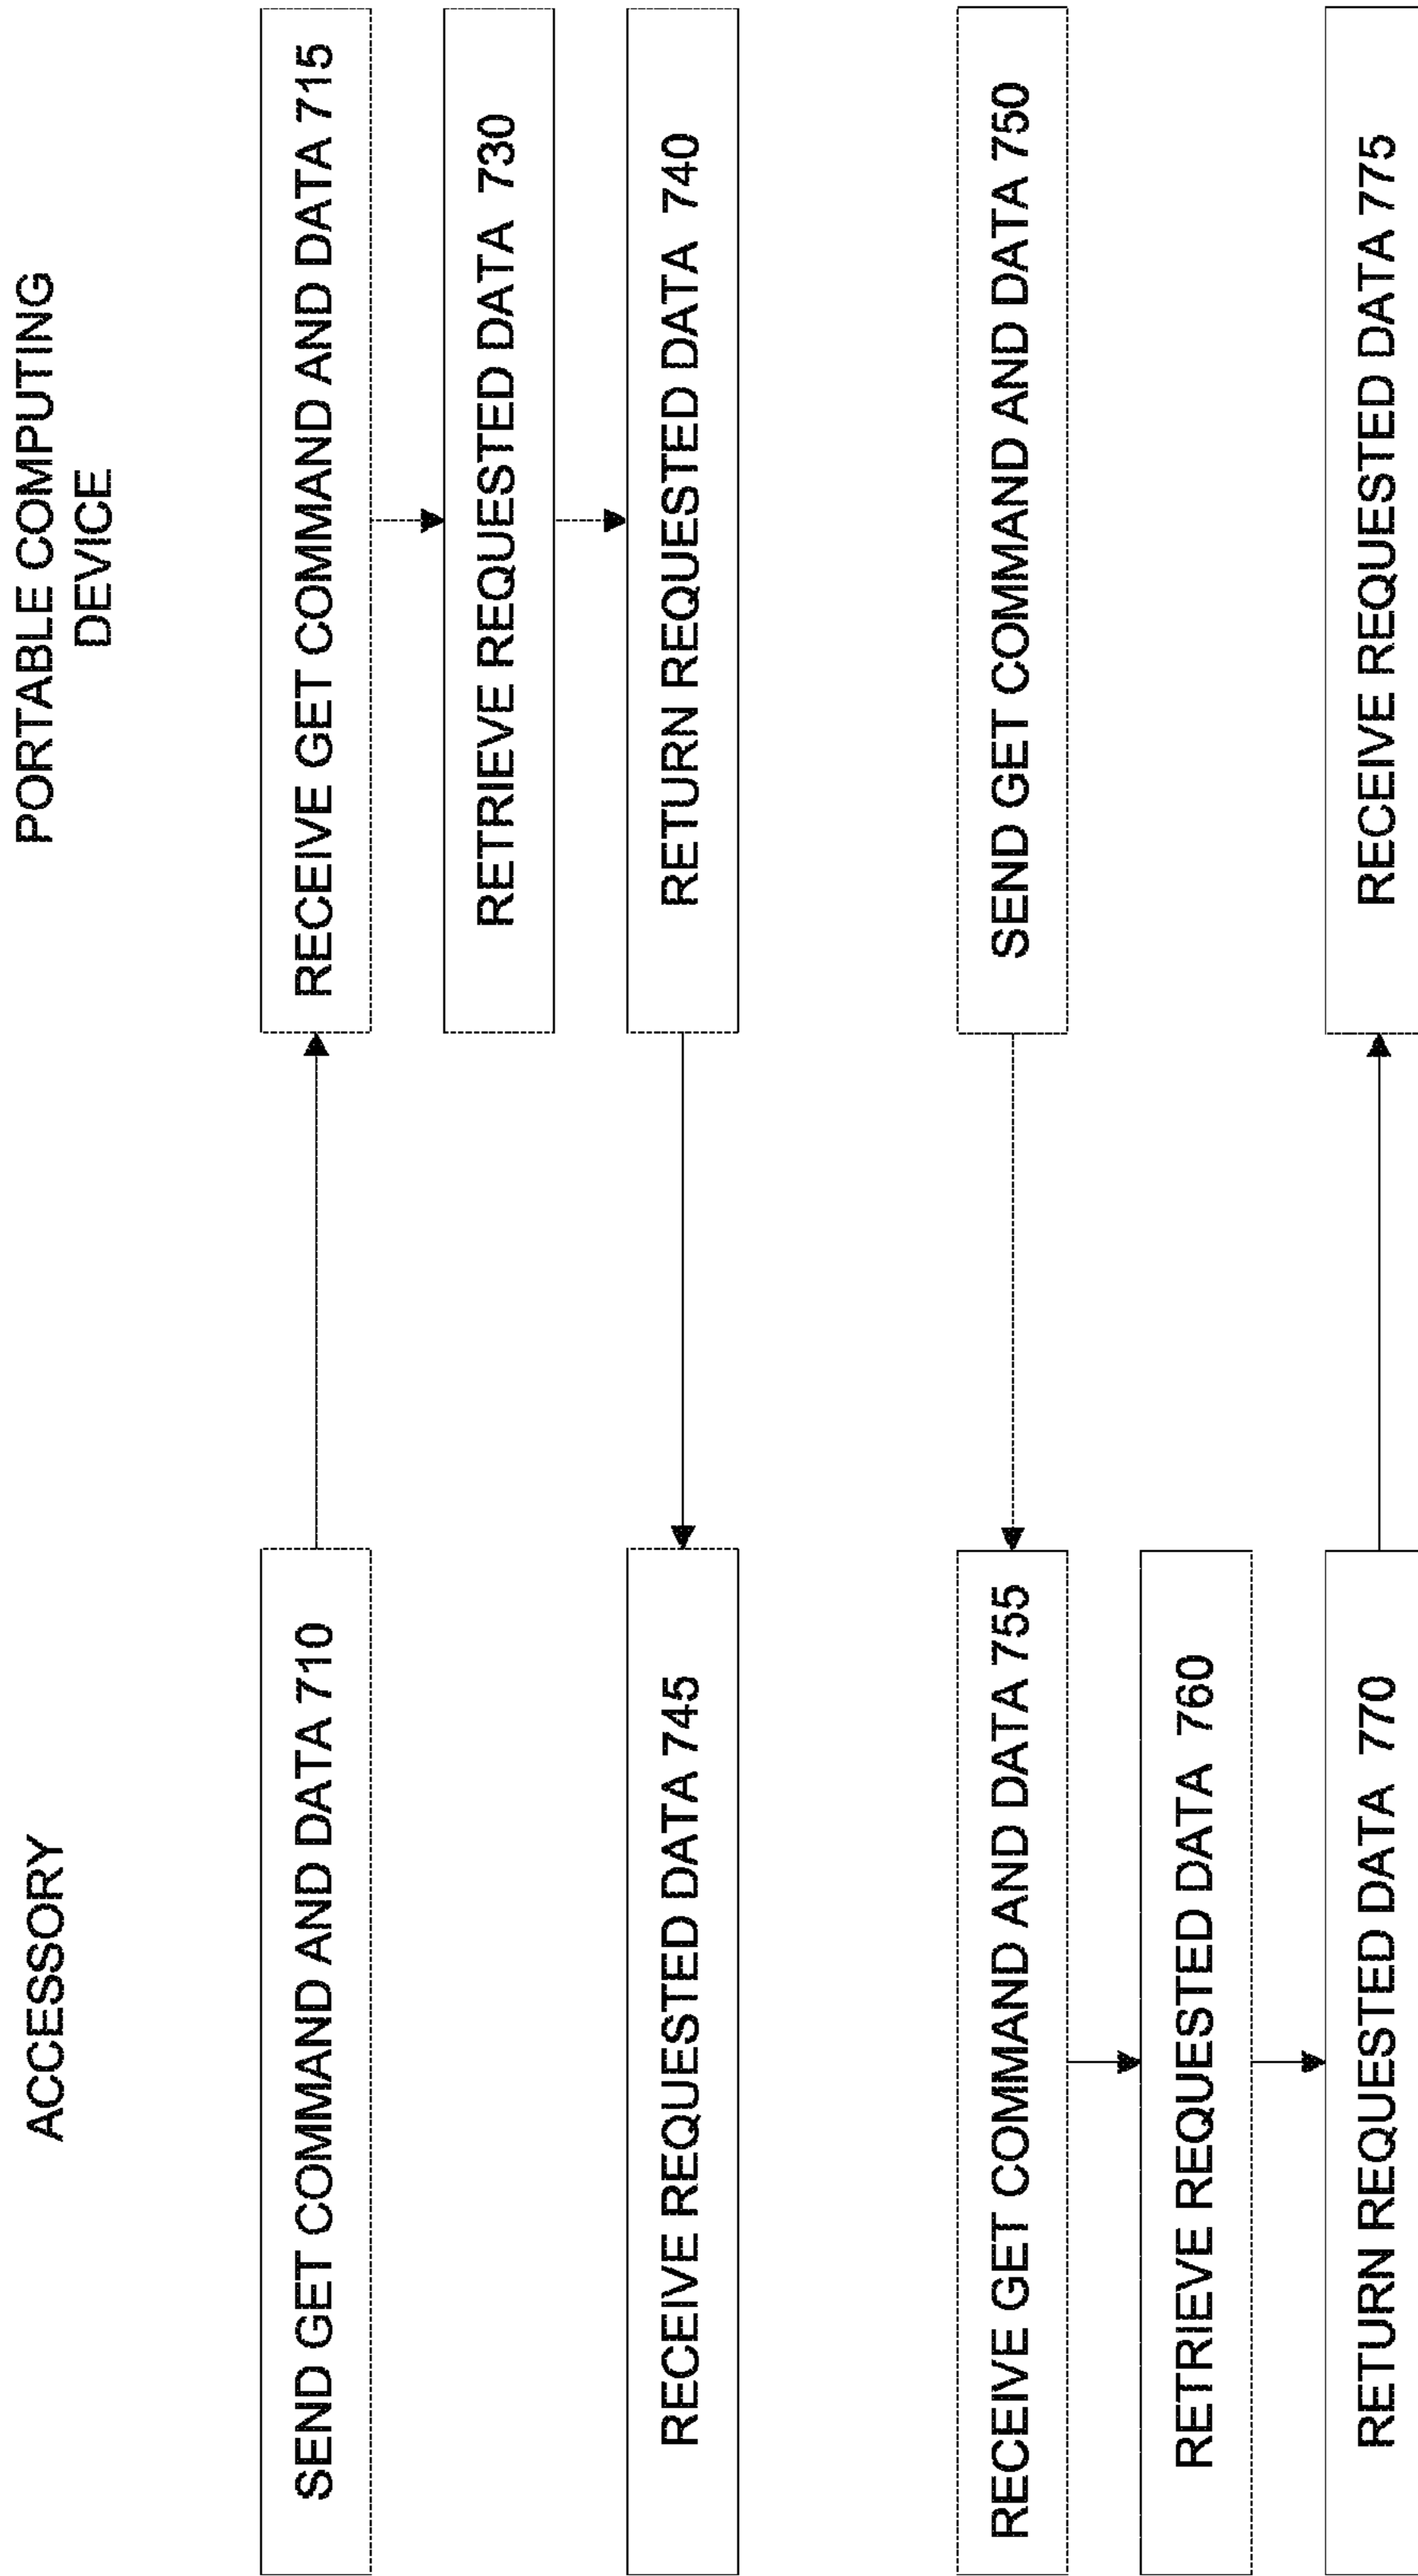 ACCESSORY
PORTABLE COMPUTING
DEVICE
SEND GET COMMAND AND DATA 710
RECEIVE GET COMMAND AND DATA 715
RETRIEVE REQUESTED DATA 730
RECEIVE REQUESTED DATA 745
RETURN REQUESTED DATA 740
RECEIVE GET COMMAND AND DATA 755
SEND GET COMMAND AND DATA 750
RETRIEVE REQUESTED DATA 760
RETURN REQUESTED DATA 770
RECEIVE REQUESTED DATA 775